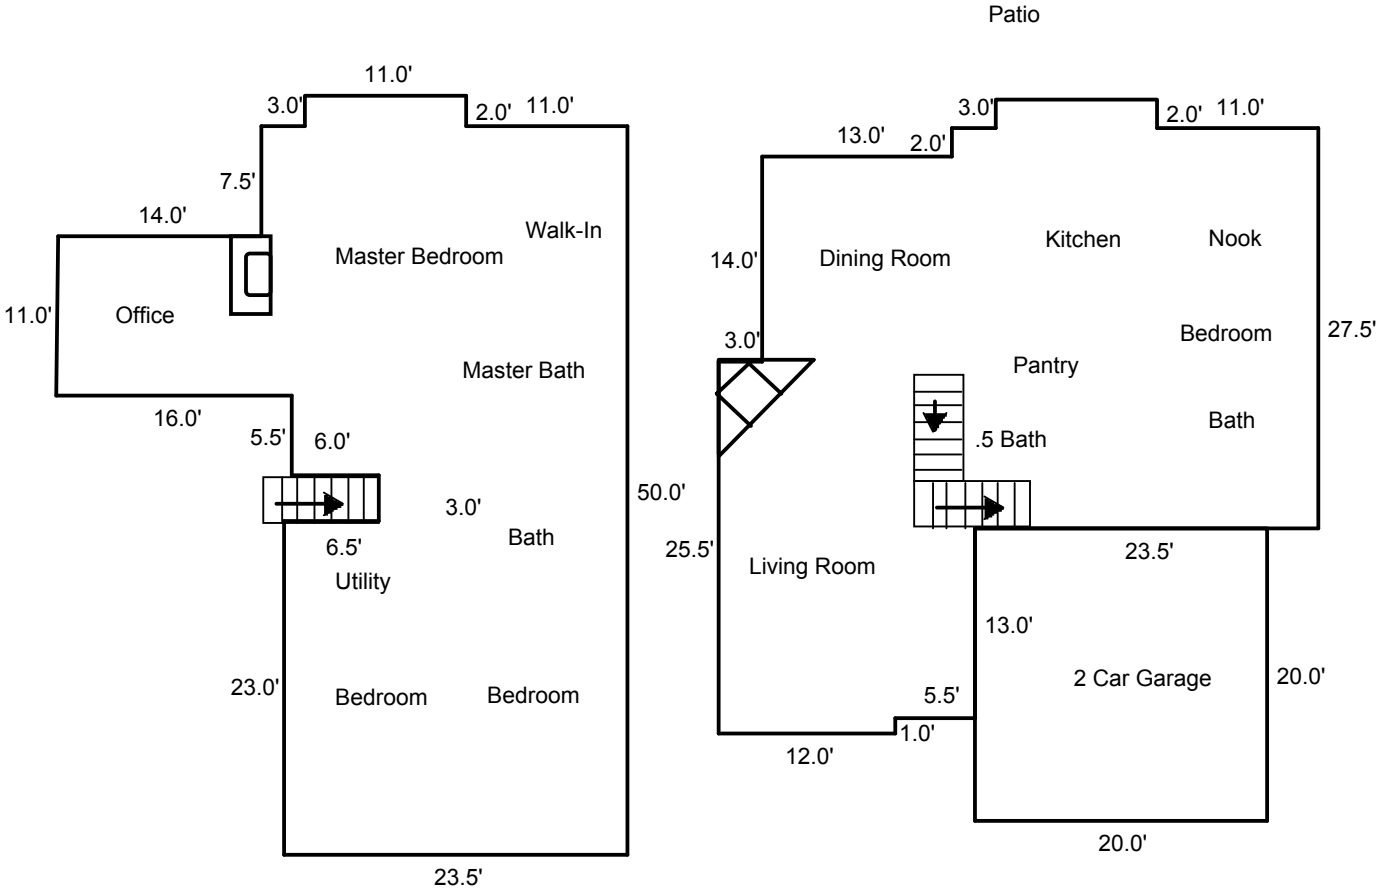 Patio
11.0'
3.0'
2.0'
11.0'
7.5'
14.0'
Walk-In
Master Bedroom
11.0'
Office
Master Bath
16.0'
5.5'
6.0'
50.0'
3.0'
Bath
6.5'
Utility
23.0'
Bedroom
Bedroom
23.5'
3.0'
2.0'
11.0'
13.0'
2.0'
Kitchen
Nook
14.0'
Dining Room
Bedroom
27.5'
3.0'
Pantry
Bath
.5 Bath
25.5'
Living Room
23.5'
13.0'
2 Car Garage
20.0'
5.5'
1.0'
12.0'
20.0'